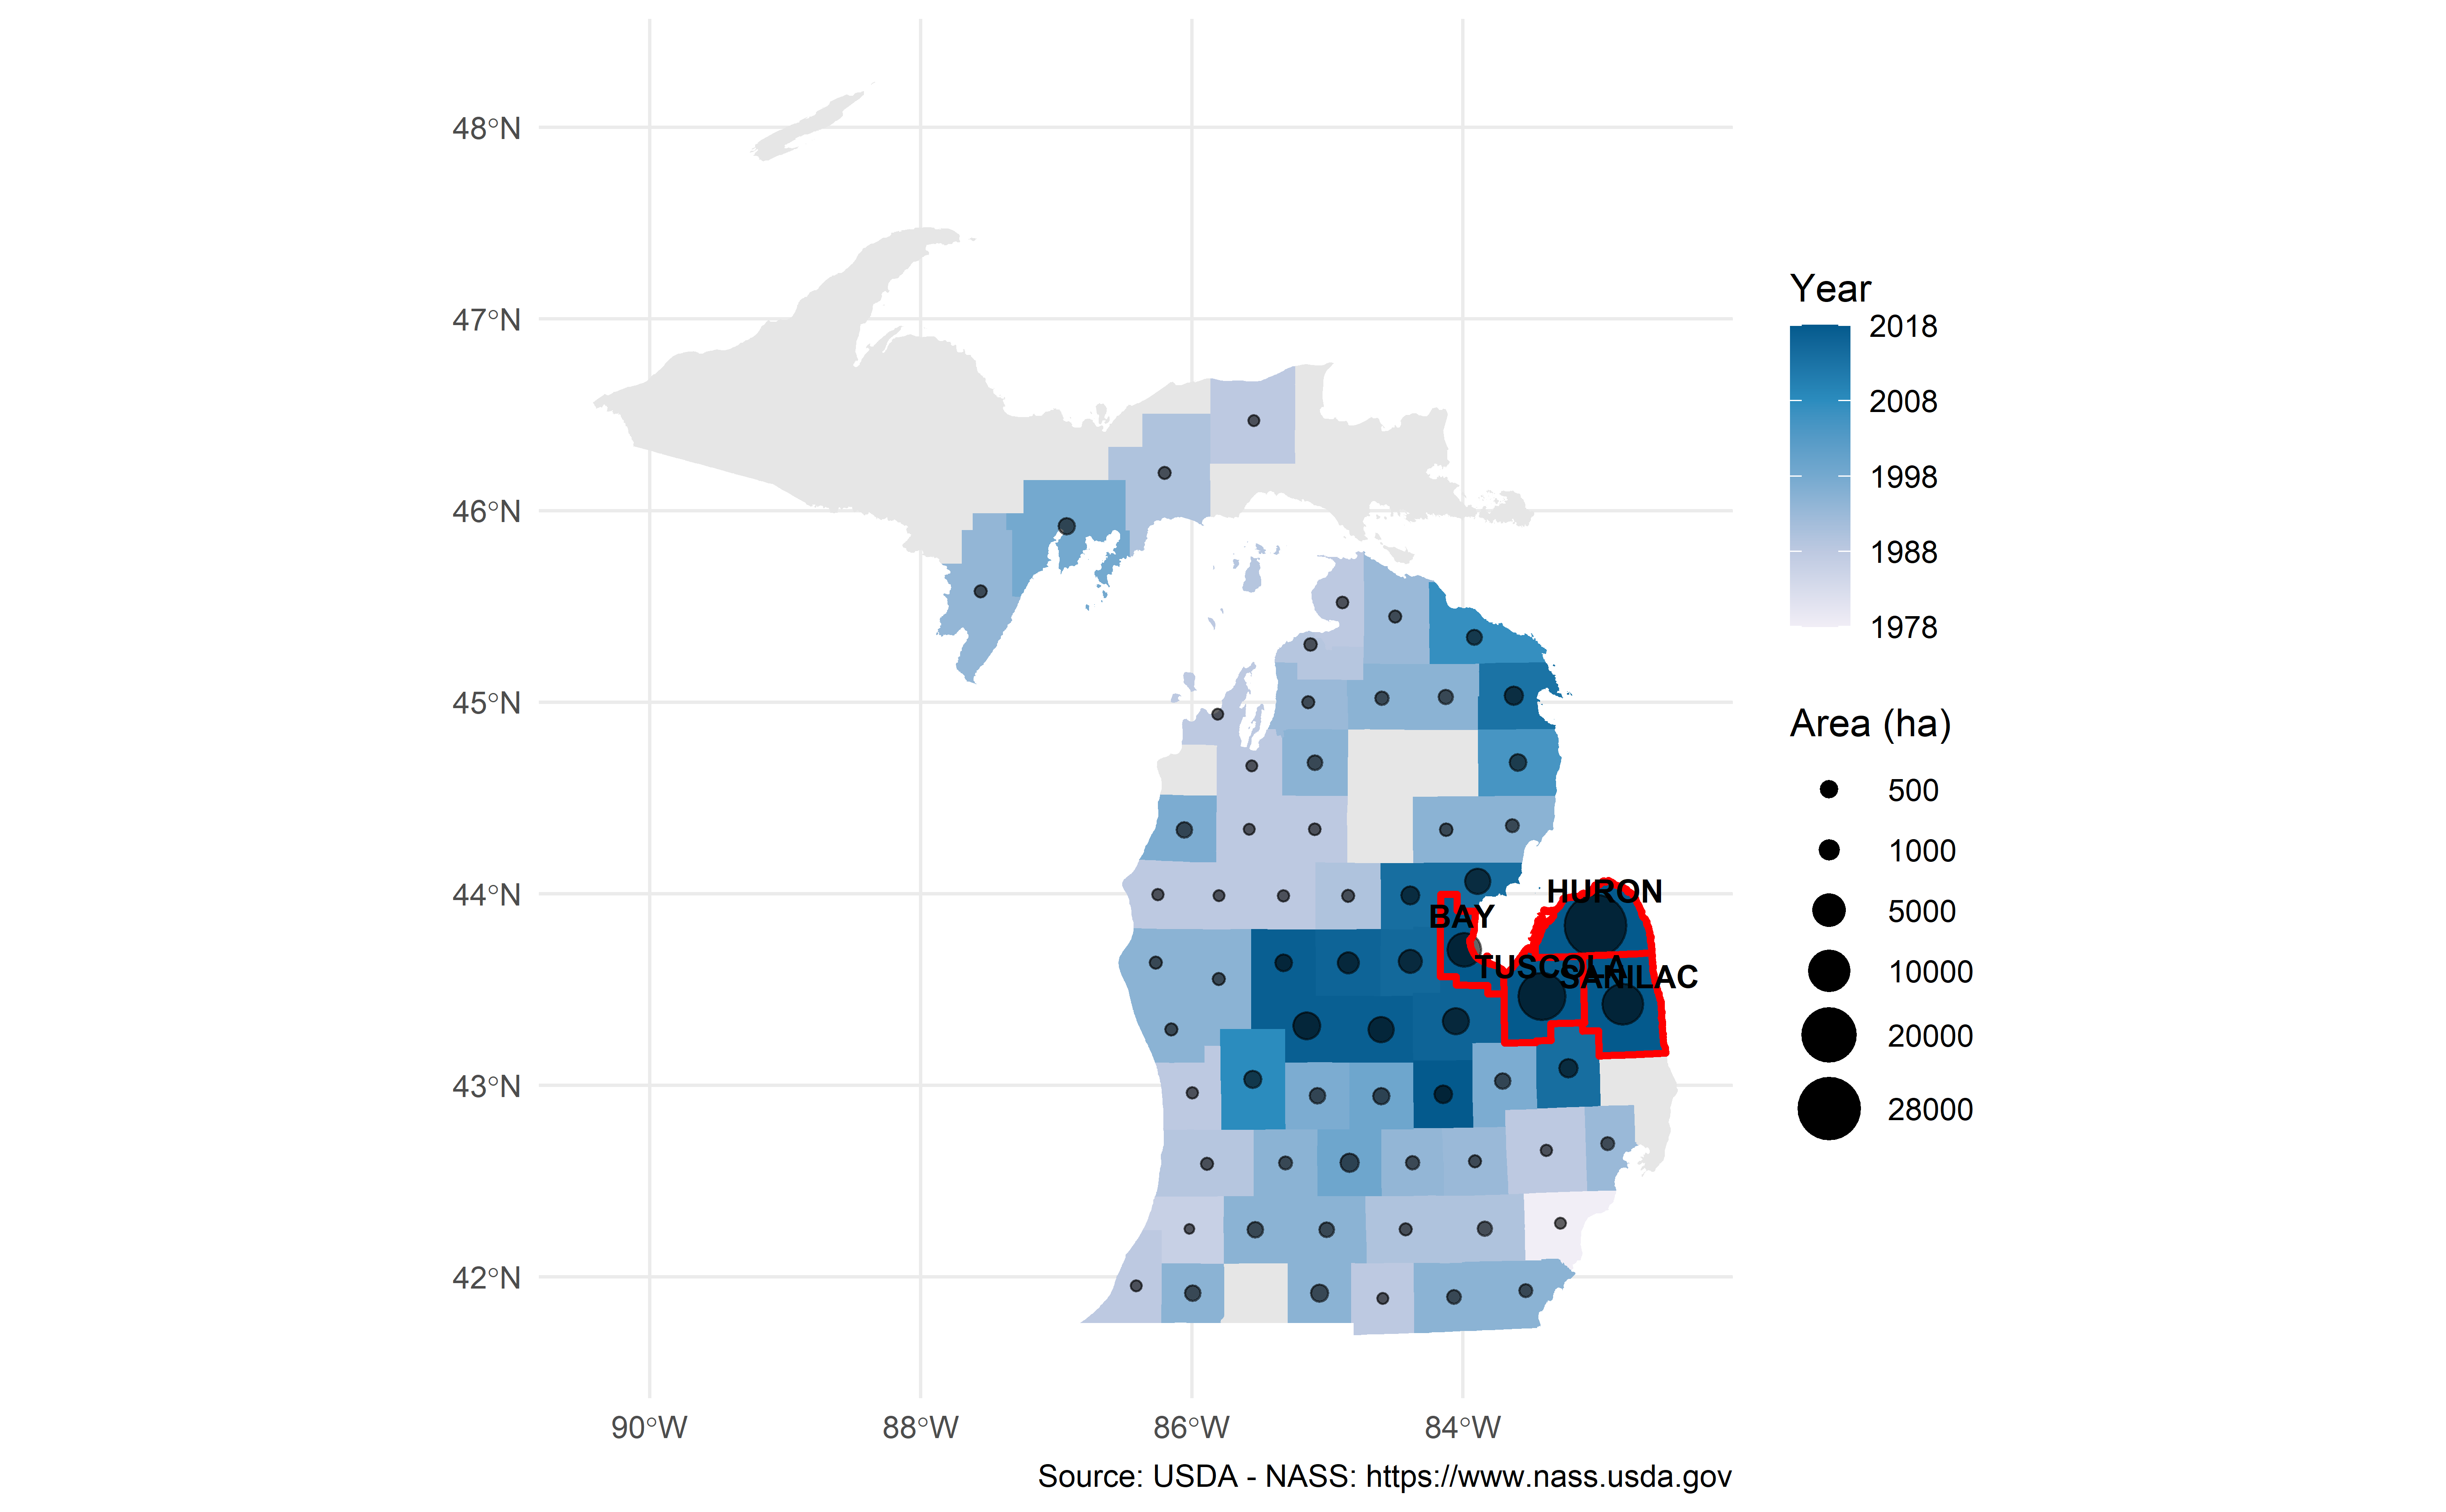 48°N
47°N
46°N
45°N
44°N
43°N
42°N
90°W
88°W
86°W
84°W
HURON
BAY
TUSCOLA
SANILAC
Year
2018
2008
1998
1988
1978
Area (ha)
500
1000
5000
10000
20000
28000
Source: USDA - NASS: https://www.nass.usda.gov